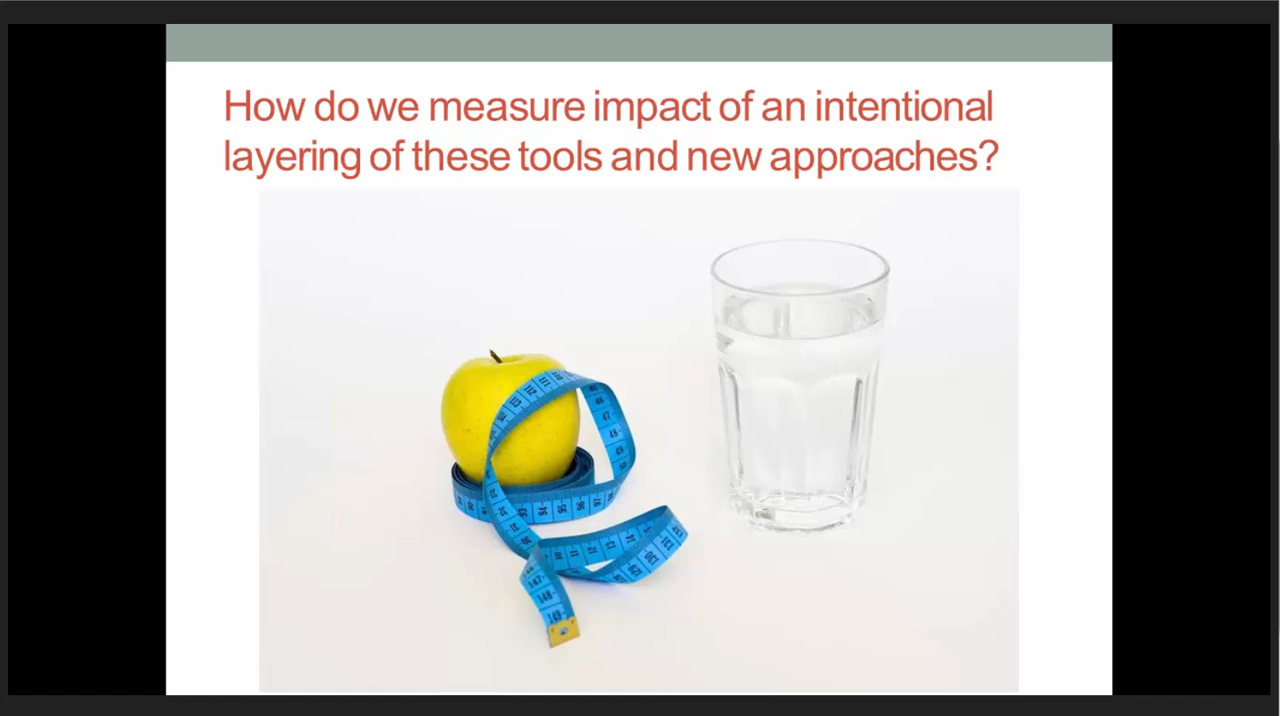 How do we measure impact of an intentional
layering of these tools and new approaches?